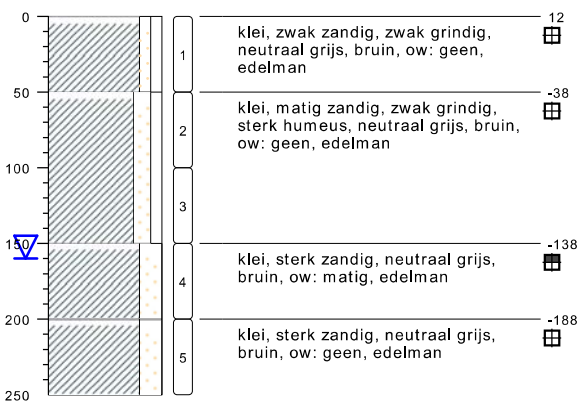 0
12
1
klei, zwak zandig, zwak grindig,
neutraal grijs, bruin, ow: geen,
edelman
50
-38
2
klei, matig zandig, zwak grindig,
sterk humeus, neutraal grijs, bruin,
ow: geen, edelman
100
3
150
-138
4
klei, sterk zandig, neutraal grijs,
bruin, ow: matig, edelman
200
-188
5
klei, sterk zandig, neutraal grijs,
bruin, ow: geen, edelman
250